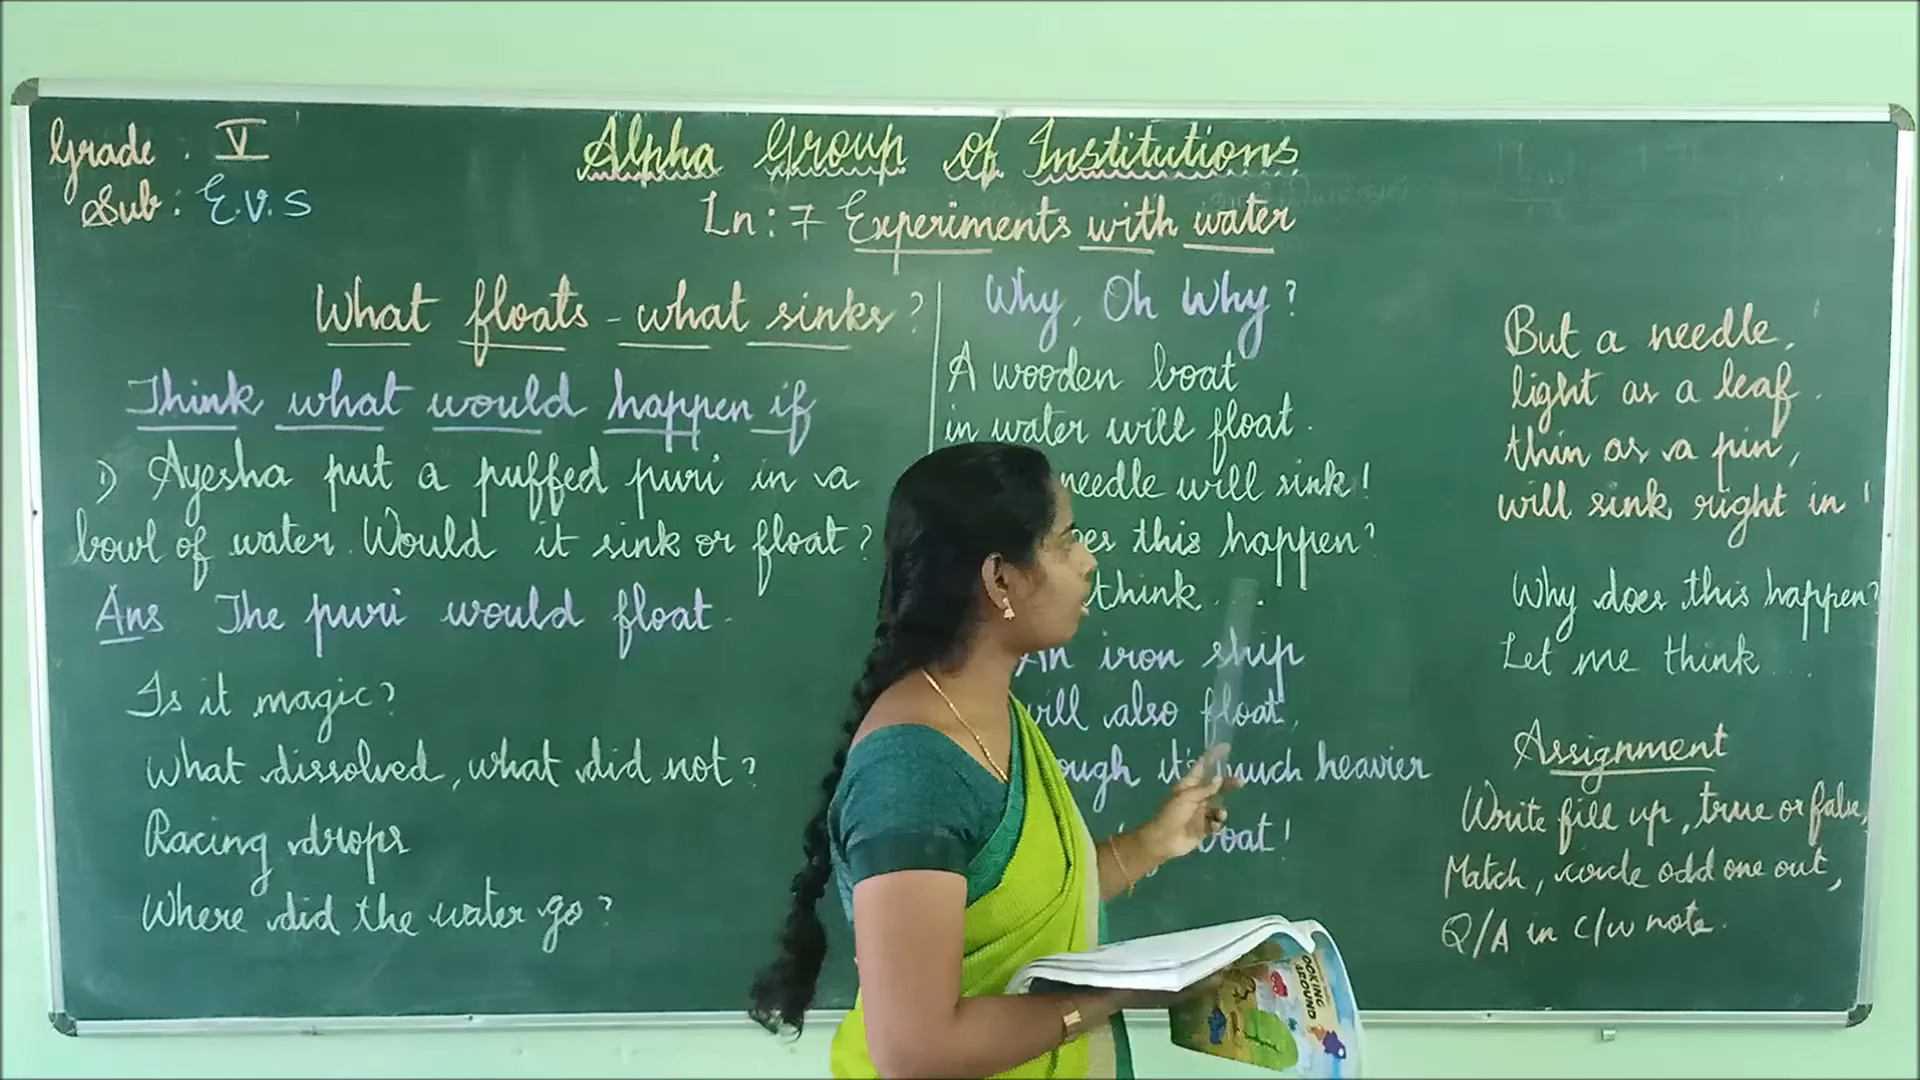 Grade : V
Sub : E.V.S
Alpha Group of Institutions
Ln : 7 Experiments with water
What floats - what sinks?
Think what would happen if
1) Ayesha put a puffed puri in a
bowl of water. Would it sink or float?
Ans The puri would float.
Is it magic?
What dissolved, what did not?
Racing drops
Where did the water go?
Why, Oh Why?
A wooden boat
in water will float.
needle will sink!
this happen?
think...
An iron ship
will also float,
it's much heavier
boat!
But a needle,
light as a leaf.
thin as a pin,
will sink right in!
Why does this happen?
Let me think ...
Assignment
Write fill up, true or false,
Match, circle odd one out,
Q/A in c/w note.
OOKING
AROUND